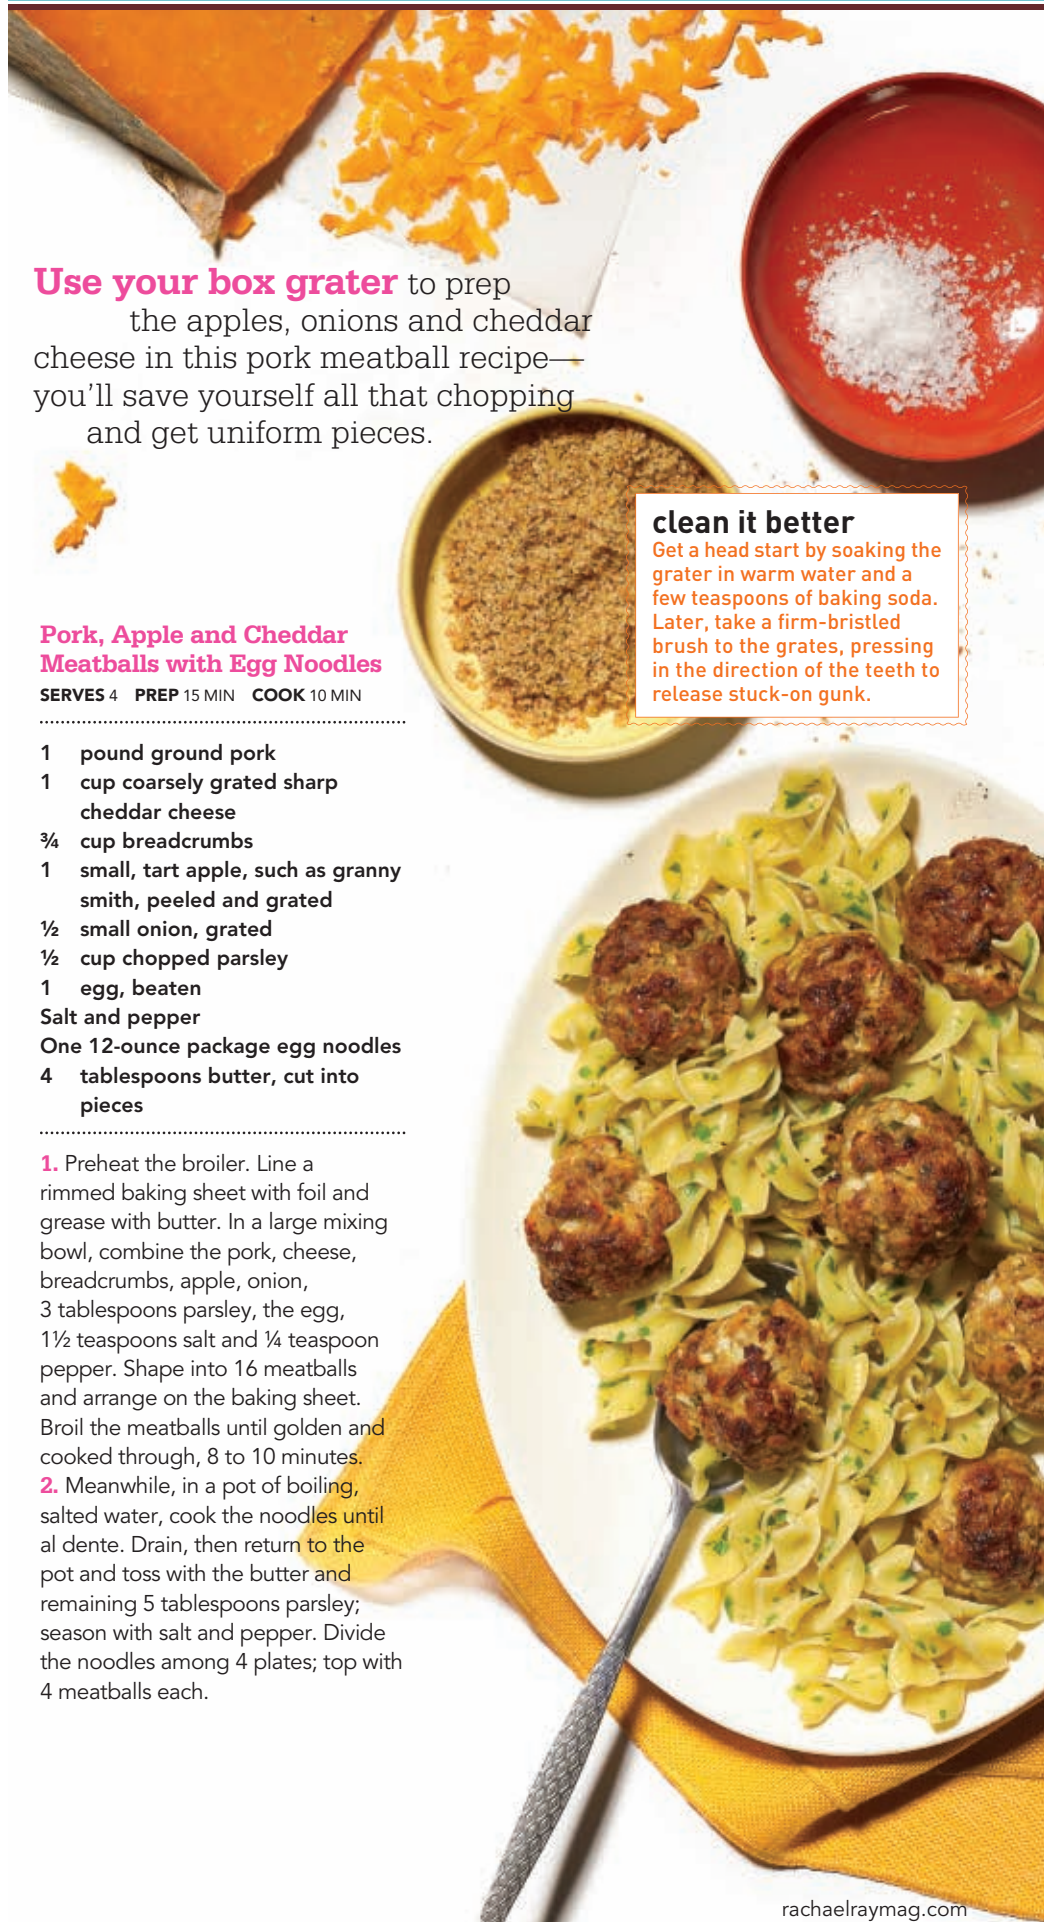 Use your box grater to prep
the apples, onions and cheddar
cheese in this pork meatball recipe—
you’ll save yourself all that chopping
and get uniform pieces.
clean it better
Get a head start by soaking the
grater in warm water and a
few teaspoons of baking soda.
Later, take a firm-bristled
brush to the grates, pressing
in the direction of the teeth to
release stuck-on gunk.
Pork, Apple and Cheddar
Meatballs with Egg Noodles
SERVES 4 PREP 15 MIN COOK 10 MIN
1 pound ground pork
1 cup coarsely grated sharp
cheddar cheese
¾ cup breadcrumbs
1 small, tart apple, such as granny
smith, peeled and grated
½ small onion, grated
½ cup chopped parsley
1 egg, beaten
Salt and pepper
One 12-ounce package egg noodles
4 tablespoons butter, cut into
pieces
1. Preheat the broiler. Line a
rimmed baking sheet with foil and
grease with butter. In a large mixing
bowl, combine the pork, cheese,
breadcrumbs, apple, onion,
3 tablespoons parsley, the egg,
1½ teaspoons salt and ¼ teaspoon
pepper. Shape into 16 meatballs
and arrange on the baking sheet.
Broil the meatballs until golden and
cooked through, 8 to 10 minutes.
2. Meanwhile, in a pot of boiling,
salted water, cook the noodles until
al dente. Drain, then return to the
pot and toss with the butter and
remaining 5 tablespoons parsley;
season with salt and pepper. Divide
the noodles among 4 plates; top with
4 meatballs each.
rachaelraymag.com